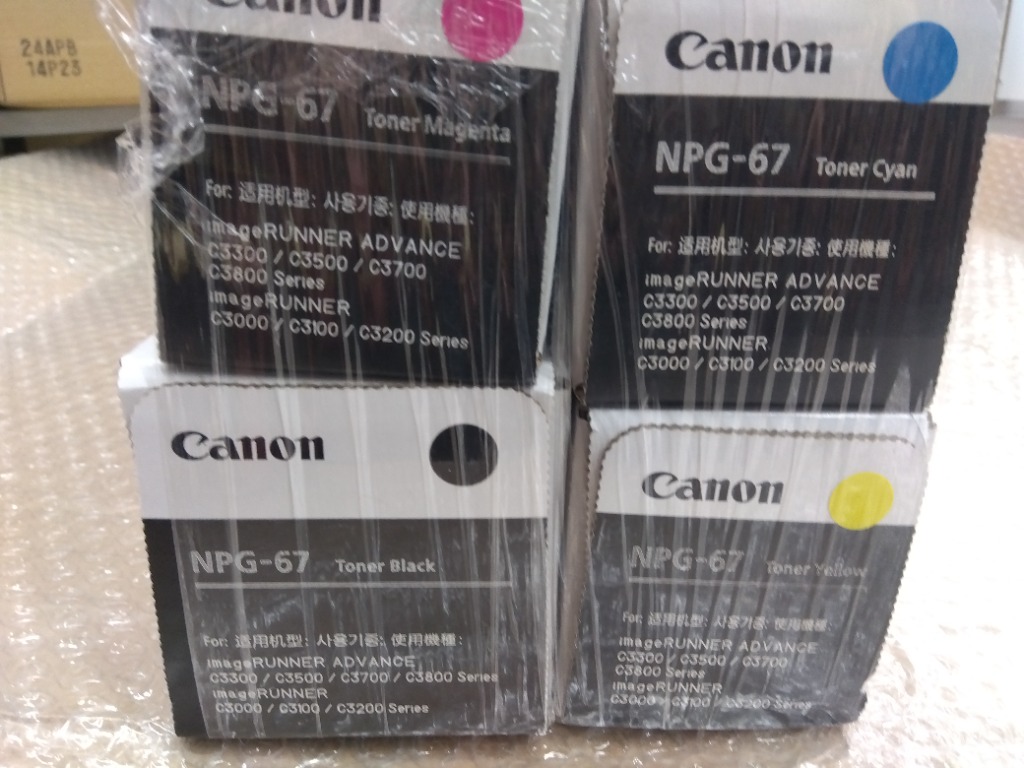 24APB
14P23
Canon
NPG-67 Toner Magenta
For: 适用机型: 사용기종: 使用機種:
imageRUNNER ADVANCE
C3300 / C3500 / C3700
C3800 Series
imageRUNNER
C3000 / C3100 / C3200 Series
Canon
NPG-67 Toner Cyan
For: 适用机型: 사용기종: 使用機種:
imageRUNNER ADVANCE
C3300 / C3500 / C3700
C3800 Series
imageRUNNER
C3000 / C3100 / C3200 Series
Canon
NPG-67 Toner Black
For: 适用机型: 사용기종: 使用機種:
imageRUNNER ADVANCE
C3300 / C3500 / C3700 / C3800 Series
imageRUNNER
C3000 / C3100 / C3200 Series
Canon
NPG-67 Toner Yellow
For: 适用机型: 사용기종: 使用機種:
imageRUNNER ADVANCE
C3300 / C3500 / C3700
C3800 Series
imageRUNNER
C3000 / C3100 / C3200 Series